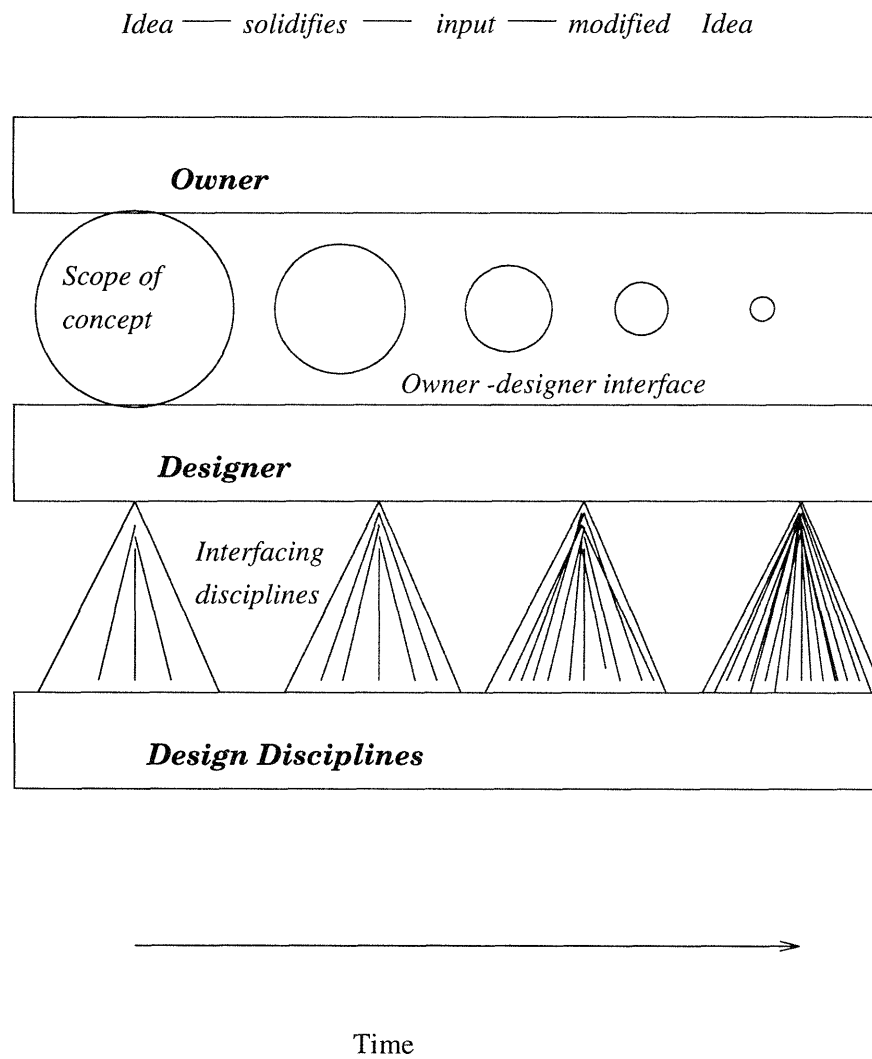 Idea — solidifies — input — modified Idea
Owner
Scope of
concept
Owner -designer interface
Designer
Interfacing
disciplines
Design Disciplines
Time